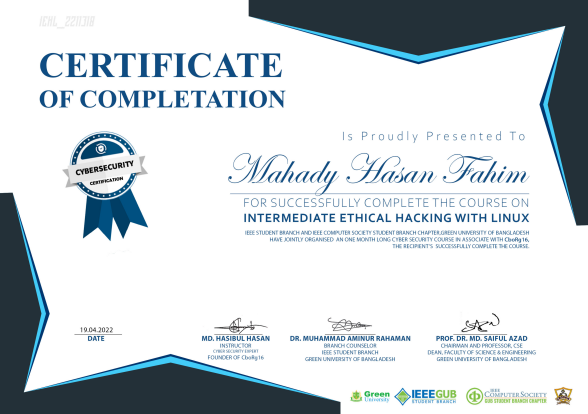 CERTIFICATE
OF COMPLETATION
CYBERSECURITY
CERTIFICATION
Is Proudly Presented To
Mahady Hasan Fahim
FOR SUCCESSFULLY COMPLETE THE COURSE ON
INTERMEDIATE ETHICAL HACKING WITH LINUX
IEEE STUDENT BRANCH AND IEEE COMPUTER SOCIETY STUDENT BRANCH CHAPTER,GREEN UNIVERSITY OF BANGLADESH
HAVE JOINTLY ORGANISED AN ONE MONTH LONG CYBER SECURITY COURSE IN ASSOCIATE WITH CboRg16,
THE RECIPIENT'S SUCCESSFULLY COMPLETE THE COURSE.
19.04.2022
DATE
MD. HASIBUL HASAN
INSTRUCTOR
CYBER SECURITY EXPERT
FOUNDER OF CboRg16
DR. MUHAMMAD AMINUR RAHAMAN
BRANCH COUNSELOR
IEEE STUDENT BRANCH
GREEN UNIVERSITY OF BANGLADESH
PROF. DR. MD. SAIFUL AZAD
CHAIRMAN AND PROFESSOR, CSE
DEAN, FACULTY OF SCIENCE & ENGINEERING
GREEN UNIVERSITY OF BANGLADESH
Green
University
IEEEGUB
STUDENT BRANCH
IEEE
COMPUTER SOCIETY
GUB STUDENT BRANCH CHAPTER